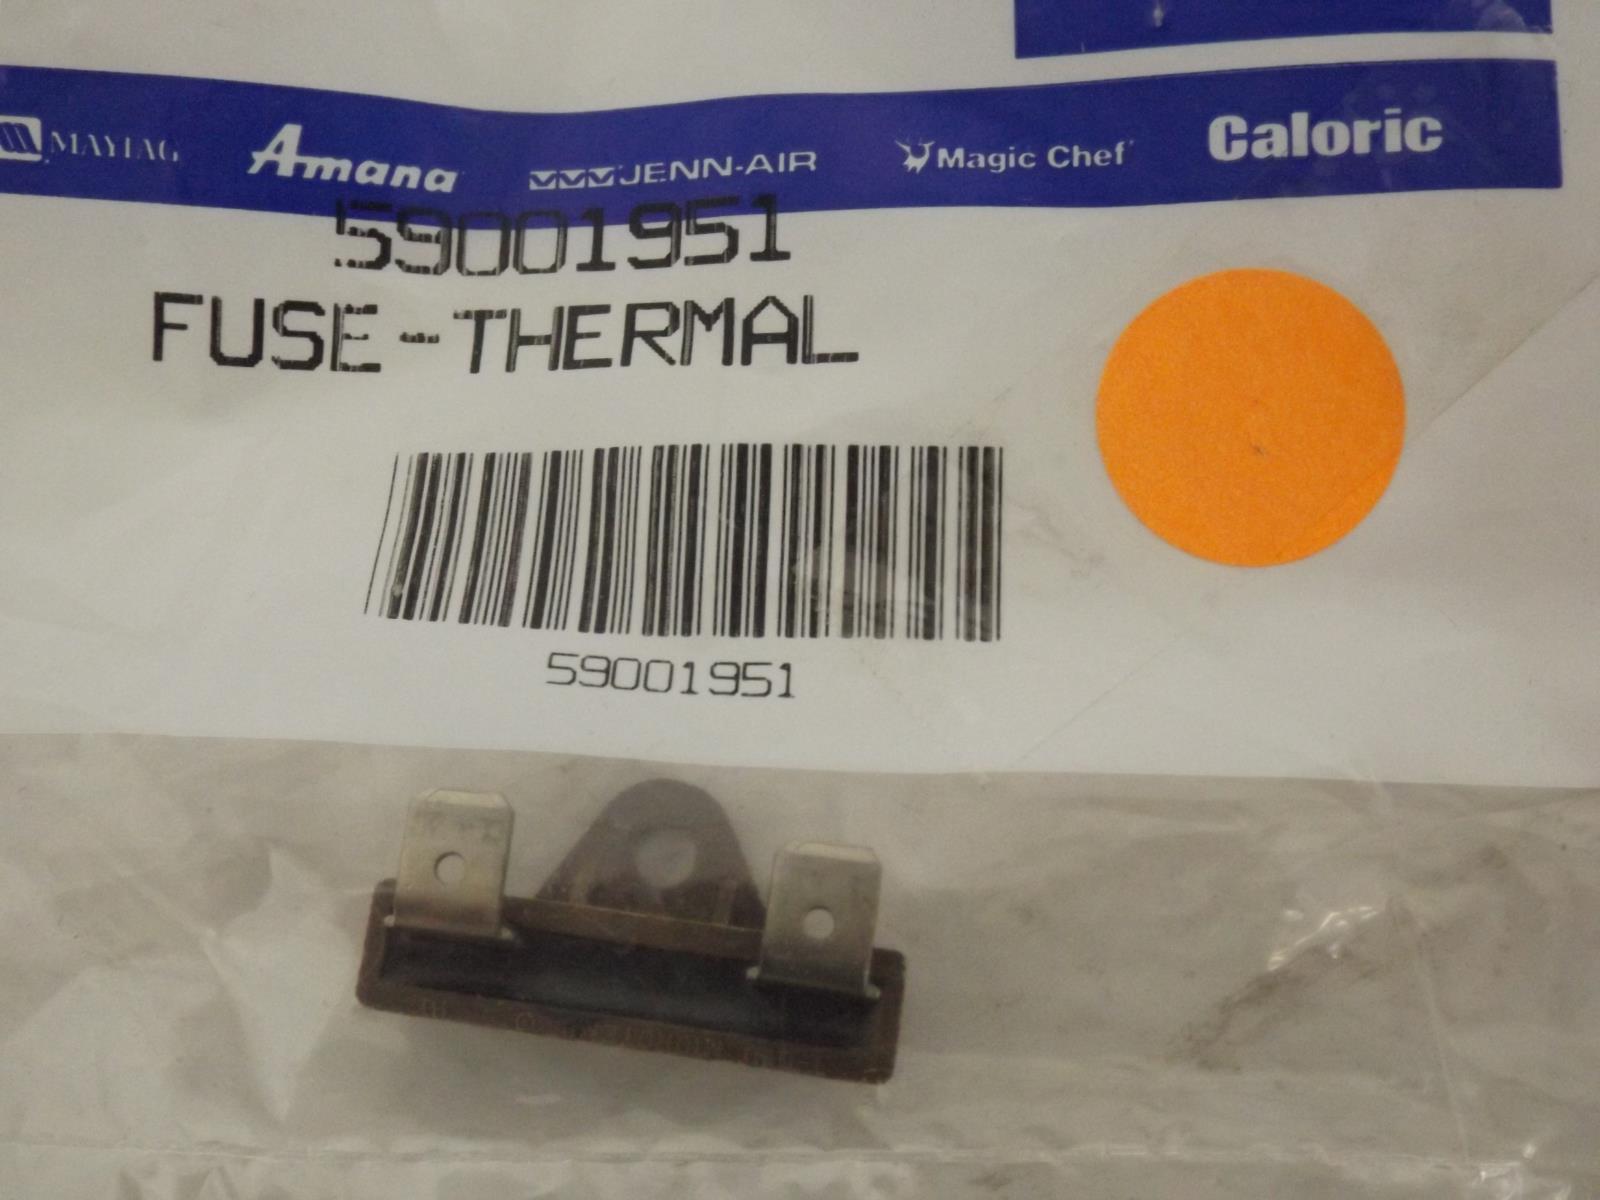 MAYTAG Amana JENN-AIR Magic Chef Caloric
59001951
FUSE-THERMAL
59001951